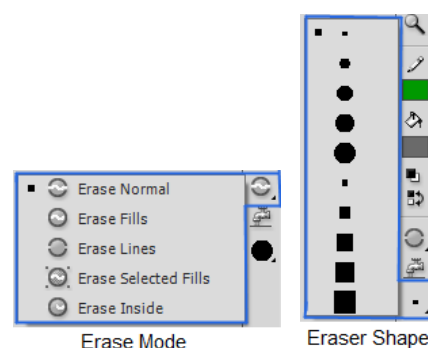 Erase Normal
Erase Fills
Erase Lines
Erase Selected Fills
Erase Inside
Erase Mode
Eraser Shape